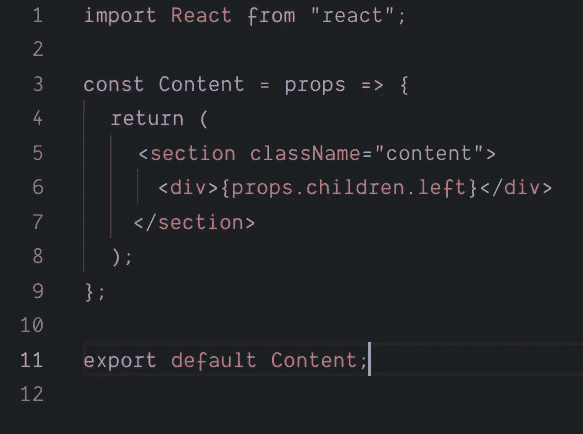 1 import React from "react";
2
3 const Content = props => {
4 return (
5 <section className="content">
6 <div>{props.children.left}</div>
7 </section>
8 );
9 };
10
11 export default Content;
12